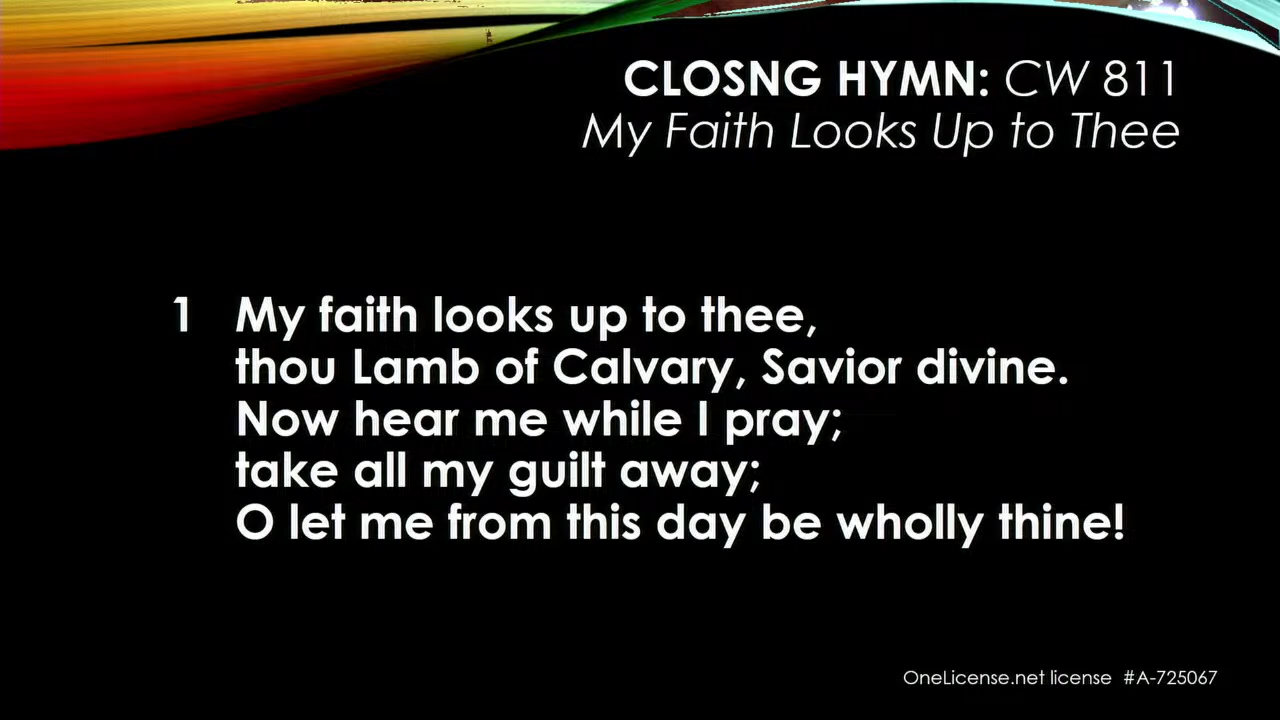 CLOSNG HYMN: CW 811
My Faith Looks Up to Thee
1 My faith looks up to thee,
thou Lamb of Calvary, Savior divine.
Now hear me while I pray;
take all my guilt away;
O let me from this day be wholly thine!
OneLicense.net license #A-725067